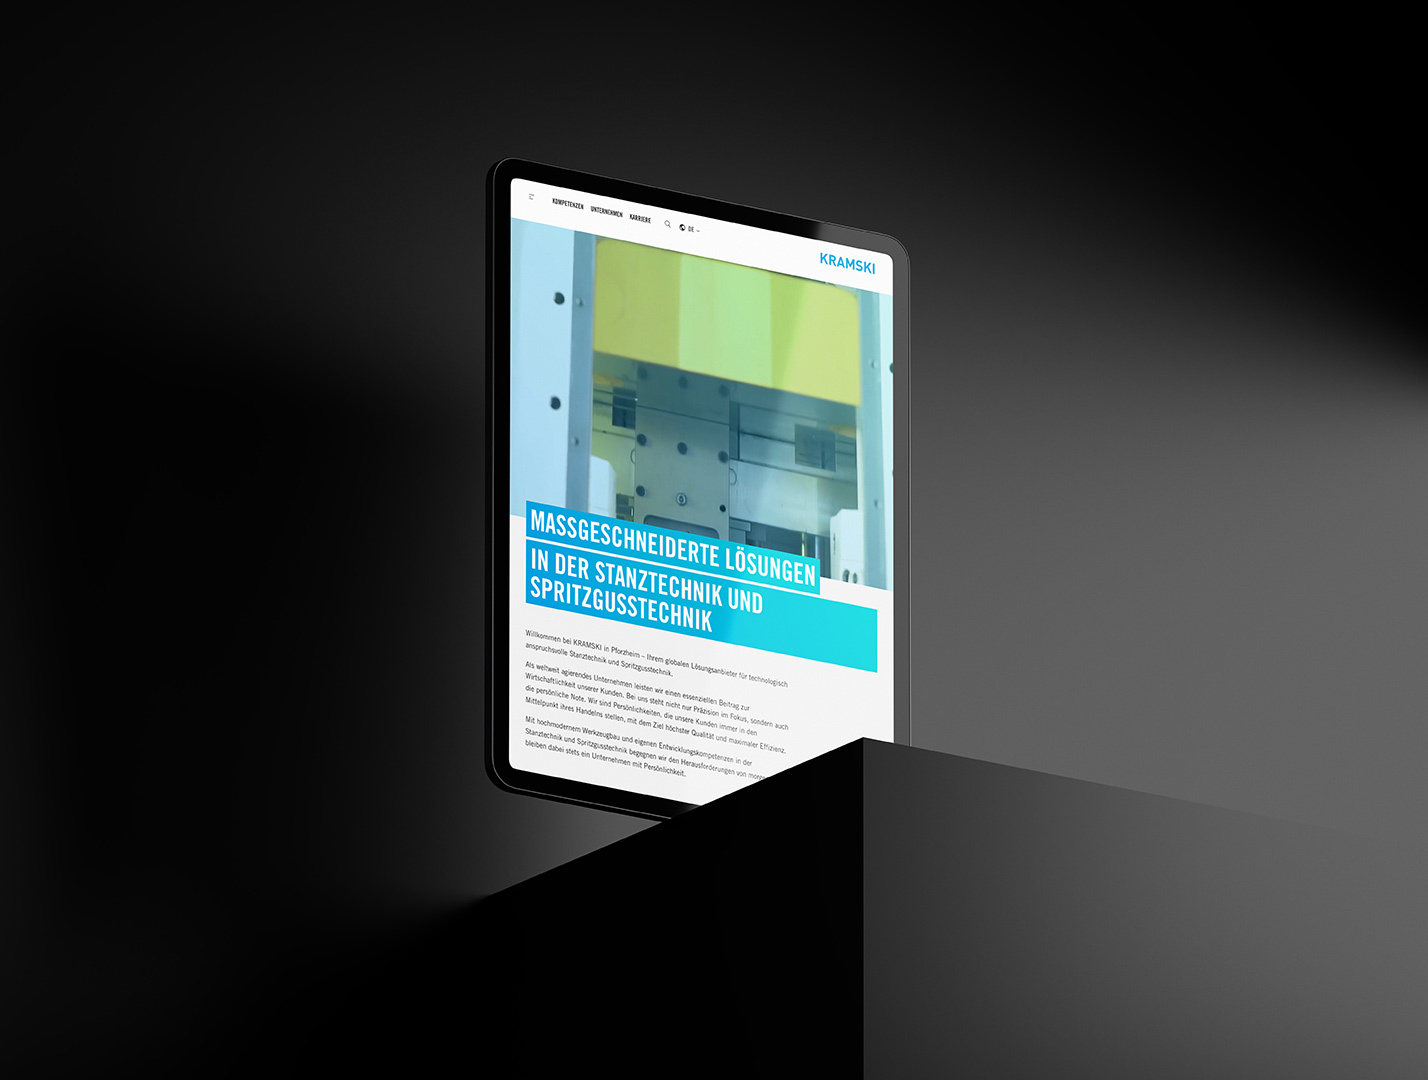 KOMPETENZEN UNTERNEHMEN KARRIERE DE
KRAMSKI
MASSGESCHNEIDERTE LÖSUNGEN
IN DER STANZTECHNIK UND
SPRITZGUSSTECHNIK
Willkommen bei KRAMSKI in Pforzheim – Ihrem globalen Lösungsanbieter für technologisch
anspruchsvolle Stanztechnik und Spritzgusstechnik.
Als weltweit agierendes Unternehmen leisten wir einen essenziellen Beitrag zur
Wirtschaftlichkeit unserer Kunden. Bei uns steht nicht nur Präzision im Fokus, sondern auch
die persönliche Note. Wir sind Persönlichkeiten, die unsere Kunden immer in den
Mittelpunkt ihres Handelns stellen, mit dem Ziel höchster Qualität und maximaler Effizienz.
Mit hochmodernem Werkzeugbau und eigenen Entwicklungskompetenzen in der
Stanztechnik und Spritzgusstechnik begegnen wir den Herausforderungen von
bleiben dabei stets ein Unternehmen mit Persönlichkeit.